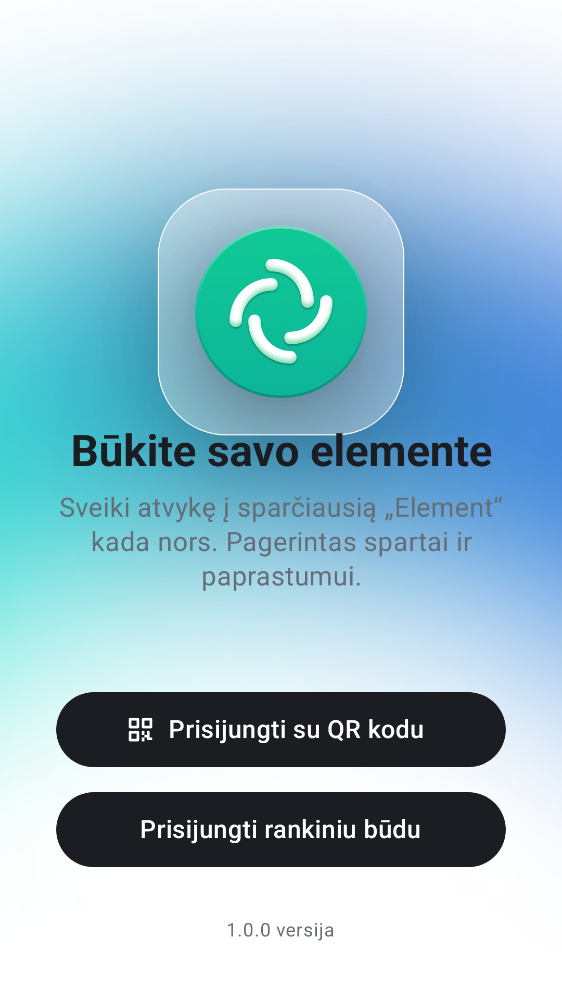 Būkite savo elemente
Sveiki atvykę į sparčiausią „Element“
kada nors. Pagerintas spartai ir
paprastumui.
Prisijungti su QR kodu
Prisijungti rankiniu būdu
1.0.0 versija